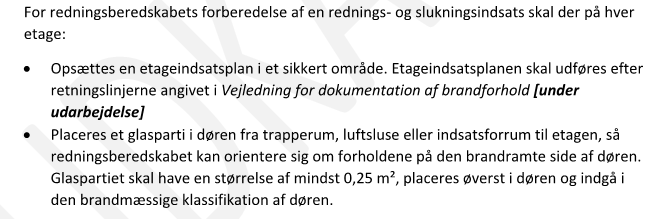 For redningsberedskabets forberedelse af en rednings- og slukningsindsats skal der på hver
etage:
• Opsættes en etageindsatsplan i et sikkert område. Etageindsatsplanen skal udføres efter
retningslinjerne angivet i Vejledning for dokumentation af brandforhold [under
udarbejdelse]
• Placeres et glasparti i døren fra trapperum, luftsluse eller indsatsforrum til etagen, så
redningsberedskabet kan orientere sig om forholdene på den brandramte side af døren.
Glaspartiet skal have en størrelse af mindst 0,25 m², placeres øverst i døren og indgå i
den brandmæssige klassifikation af døren.